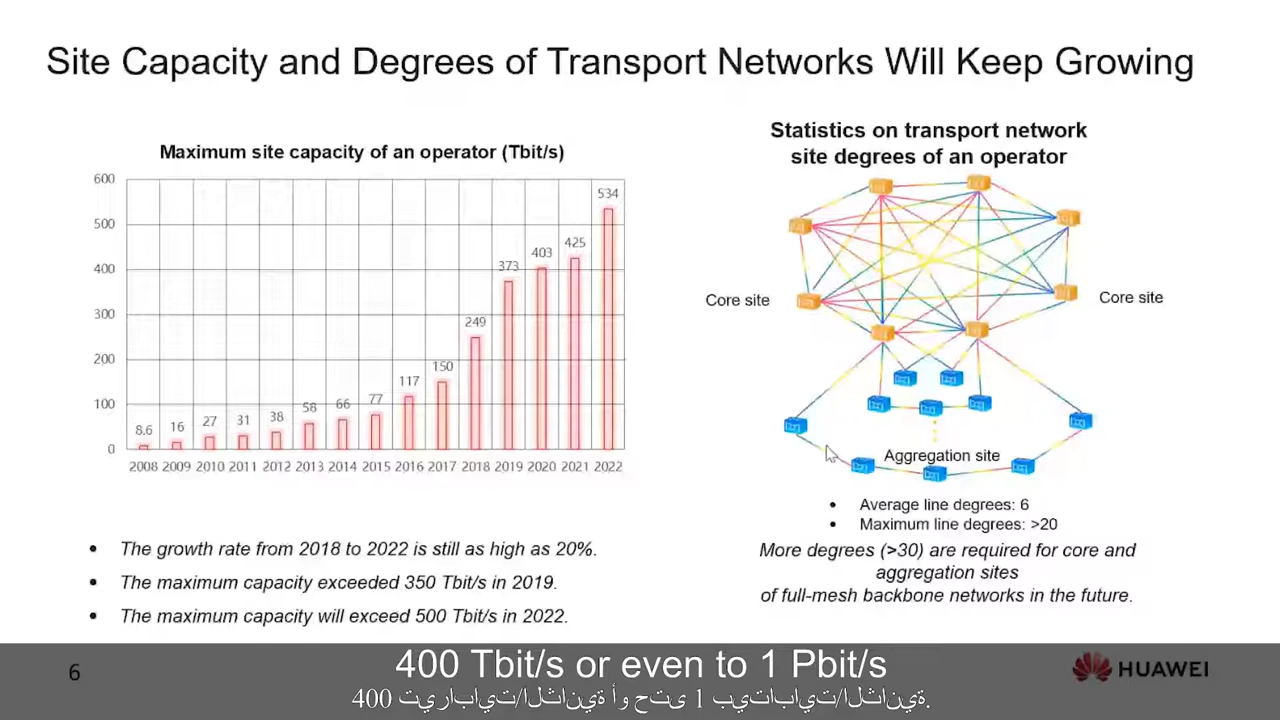 Site Capacity and Degrees of Transport Networks Will Keep Growing
Maximum site capacity of an operator (Tbit/s)
600
500
400
300
200
100
0
8.6
16
27
31
38
58
66
77
117
150
249
373
403
425
534
2008 2009 2010 2011 2012 2013 2014 2015 2016 2017 2018 2019 2020 2021 2022
• The growth rate from 2018 to 2022 is still as high as 20%.
• The maximum capacity exceeded 350 Tbit/s in 2019.
• The maximum capacity will exceed 500 Tbit/s in 2022.
Statistics on transport network
site degrees of an operator
Core site
Core site
Aggregation site
• Average line degrees: 6
• Maximum line degrees: >20
More degrees (>30) are required for core and
aggregation sites
of full-mesh backbone networks in the future.
6
400 Tbit/s or even to 1 Pbit/s
400 تيرابايت/الثانية أو حتى 1 بيتابايت/الثانية.
HUAWEI